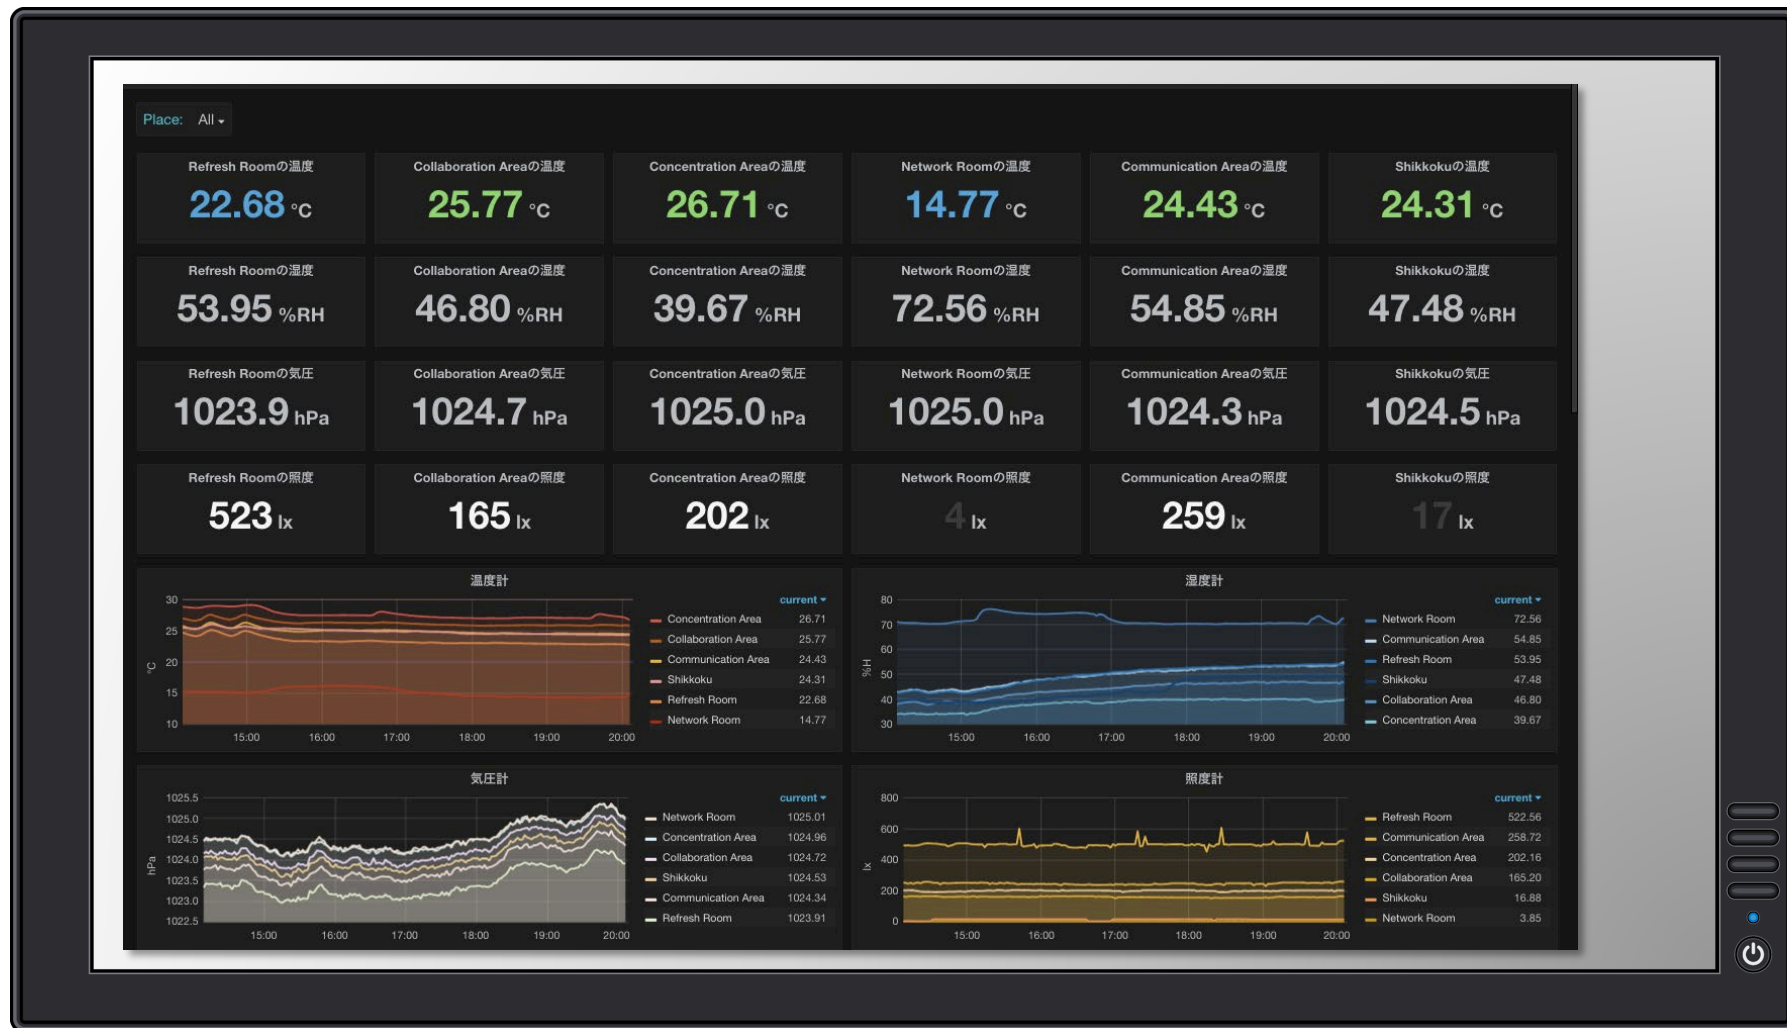 Place: All
Refresh Roomの温度 Collaboration Areaの温度 Concentration Areaの温度 Network Roomの温度 Communication Areaの温度 Shikkokuの温度
22.68 °C 25.77 °C 26.71 °C 14.77 °C 24.43 °C 24.31 °C
Refresh Roomの湿度 Collaboration Areaの湿度 Concentration Areaの湿度 Network Roomの湿度 Communication Areaの湿度 Shikkokuの湿度
53.95 %RH 46.80 %RH 39.67 %RH 72.56 %RH 54.85 %RH 47.48 %RH
Refresh Roomの気圧 Collaboration Areaの気圧 Concentration Areaの気圧 Network Roomの気圧 Communication Areaの気圧 Shikkokuの気圧
1023.9 hPa 1024.7 hPa 1025.0 hPa 1025.0 hPa 1024.3 hPa 1024.5 hPa
Refresh Roomの照度 Collaboration Areaの照度 Concentration Areaの照度 Network Roomの照度 Communication Areaの照度 Shikkokuの照度
523 lx 165 lx 202 lx 4 lx 259 lx 17 lx
温度計
°C
30
25
20
15
10
15:00 16:00 17:00 18:00 19:00 20:00
current
Concentration Area 26.71
Collaboration Area 25.77
Communication Area 24.43
Shikkoku 24.31
Refresh Room 22.68
Network Room 14.77
湿度計
%H
80
70
60
50
40
30
15:00 16:00 17:00 18:00 19:00 20:00
current
Network Room 72.56
Communication Area 54.85
Refresh Room 53.95
Shikkoku 47.48
Collaboration Area 46.80
Concentration Area 39.67
気圧計
hPa
1025.5
1025.0
1024.5
1024.0
1023.5
1023.0
1022.5
15:00 16:00 17:00 18:00 19:00 20:00
current
Network Room 1025.01
Concentration Area 1024.96
Collaboration Area 1024.72
Shikkoku 1024.53
Communication Area 1024.34
Refresh Room 1023.91
照度計
lx
800
600
400
200
0
15:00 16:00 17:00 18:00 19:00 20:00
current
Refresh Room 522.56
Communication Area 258.72
Concentration Area 202.16
Collaboration Area 165.20
Shikkoku 16.88
Network Room 3.85